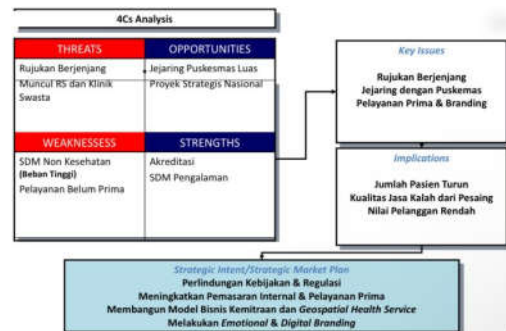 4Cs Analysis
THREATS
Rujukan Berjenjang
Muncul RS dan Klinik
Swasta
OPPORTUNITIES
Jejaring Puskesmas Luas
Proyek Strategis Nasional
WEAKNESSESS
SDM Non Kesehatan
(Beban Tinggi)
Pelayanan Belum Prima
STRENGTHS
Akreditasi
SDM Pengalaman
Key Issues
Rujukan Berjenjang
Jejaring dengan Puskemas
Pelayanan Prima & Branding
Implications
Jumlah Pasien Turun
Kualitas Jasa Kalah dari Pesaing
Nilai Pelanggan Rendah
Strategic Intent/Strategic Market Plan
Perlindungan Kebijakan & Regulasi
Meningkatkan Pemasaran Internal & Pelayanan Prima
Membangun Model Bisnis Kemitraan dan Geospatial Health Service
Melakukan Emotional & Digital Branding